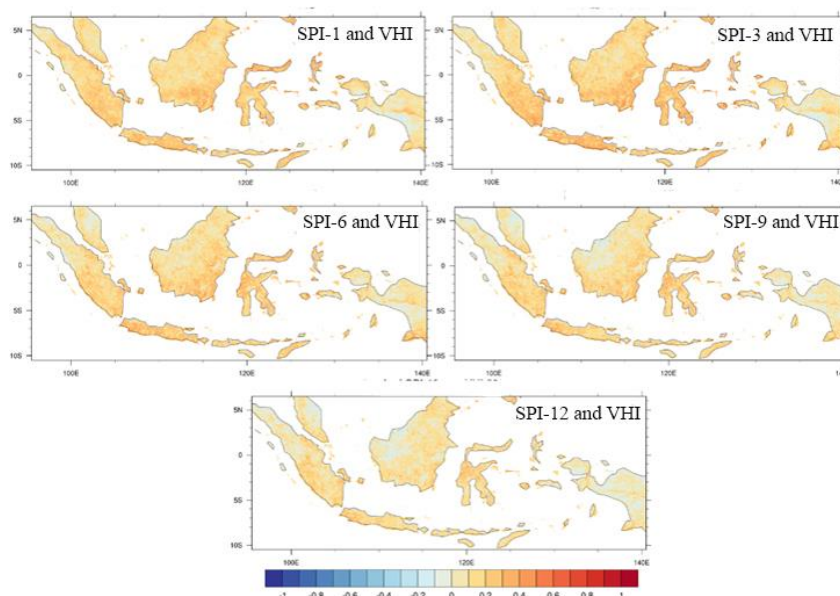 SPI-1 and VHI
5N
0
5S
10S
100E
120E
140E
SPI-3 and VHI
5N
0
5S
10S
100E
140E
SPI-6 and VHI
5N
0
5S
10S
100E
120E
140E
SPI-9 and VHI
5N
0
5S
10S
100E
120E
SPI-12 and VHI
5N
0
5S
10S
100E
120E
140E
-1 -0.8 -0.6 -0.4 -0.2 0 0.2 0.4 0.6 0.8 1